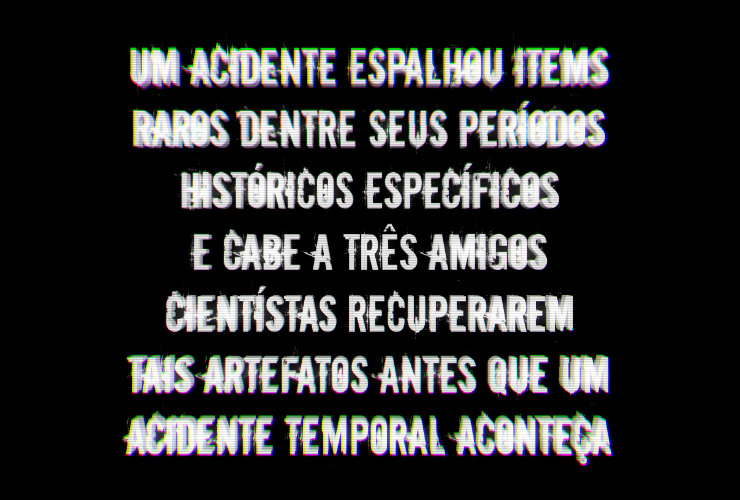 UM ACIDENTE ESPALHOU ITEMS
RAROS DENTRE SEUS PERÍODOS
HISTÓRICOS ESPECÍFICOS
E CABE A TRÊS AMIGOS
CIENTÍSTAS RECUPERAREM
TAIS ARTEFATOS ANTES QUE UM
ACIDENTE TEMPORAL ACONTEÇA